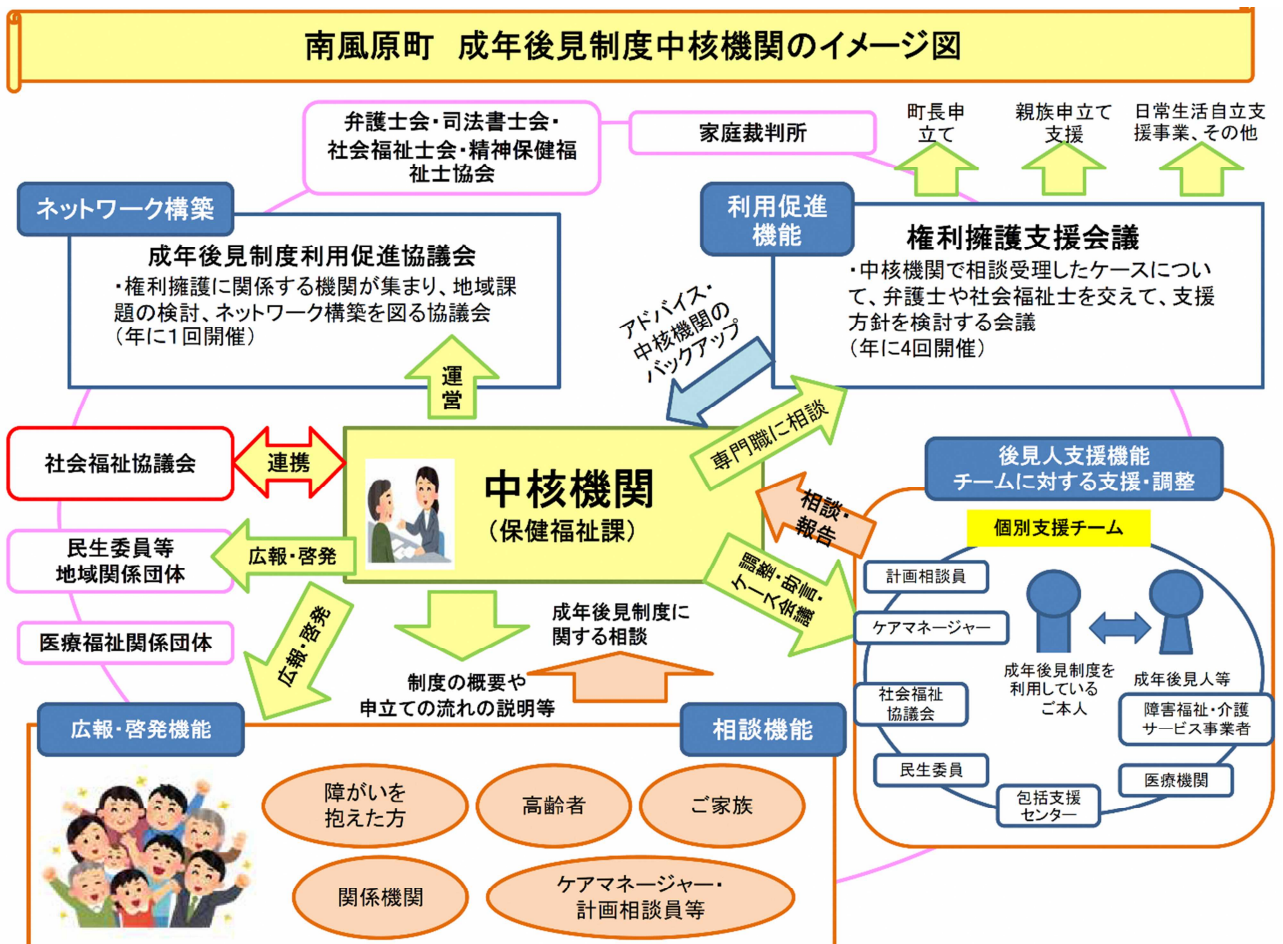 南風原町 成年後見制度中核機関のイメージ図
弁護士会・司法書士会・
社会福祉士会・精神保健福
祉士協会
家庭裁判所
町長申
立て
親族申立て
支援
日常生活自立支
援事業、その他
ネットワーク構築
成年後見制度利用促進協議会
・権利擁護に関係する機関が集まり、地域課
題の検討、ネットワーク構築を図る協議会
(年に1回開催)
利用促進
機能
権利擁護支援会議
・中核機関で相談受理したケースについ
て、弁護士や社会福祉士を交えて、支援
方針を検討する会議
(年に4回開催)
アドバイス・
中核機関の
バックアップ
運
営
専門職に相談
社会福祉協議会
連携
中核機関
(保健福祉課)
相談・
報告
後見人支援機能
チームに対する支援・調整
民生委員等
地域関係団体
広報・啓発
調整・助言・
ケース会議
個別支援チーム
計画相談員
ケアマネージャー
社会福祉
協議会
民生委員
包括支援
センター
医療機関
障害福祉・介護
サービス事業者
成年後見制度を
利用している
ご本人
成年後見人等
医療福祉関係団体
広報・啓発
成年後見制度に
関する相談
制度の概要や
申立ての流れの説明等
広報・啓発機能
相談機能
障がいを
抱えた方
高齢者
ご家族
関係機関
ケアマネージャー・
計画相談員等